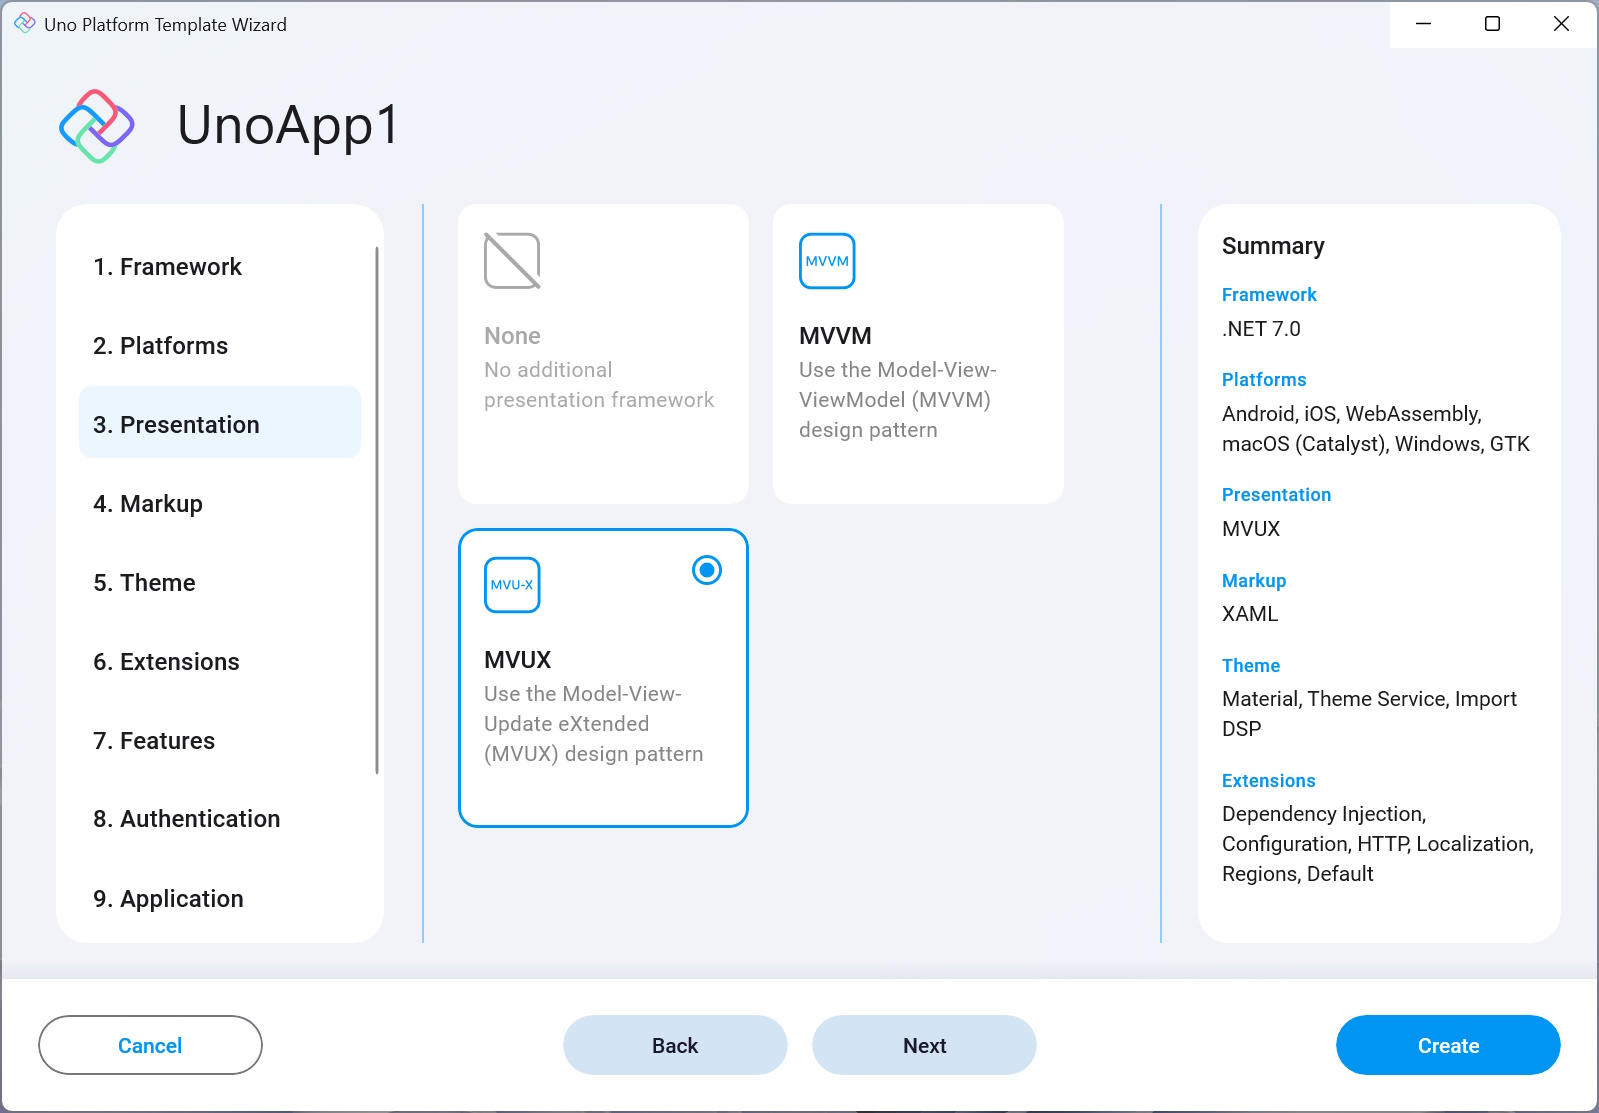 Uno Platform Template Wizard
UnoApp1
1. Framework
2. Platforms
3. Presentation
4. Markup
5. Theme
6. Extensions
7. Features
8. Authentication
9. Application
None
No additional
presentation framework
MVVM
MVVM
Use the Model-View-
ViewModel (MVVM)
design pattern
MVU-X
MVUX
Use the Model-View-
Update eXtended
(MVUX) design pattern
Summary
Framework
.NET 7.0
Platforms
Android, iOS, WebAssembly,
macOS (Catalyst), Windows, GTK
Presentation
MVUX
Markup
XAML
Theme
Material, Theme Service, Import
DSP
Extensions
Dependency Injection,
Configuration, HTTP, Localization,
Regions, Default
Cancel
Back
Next
Create